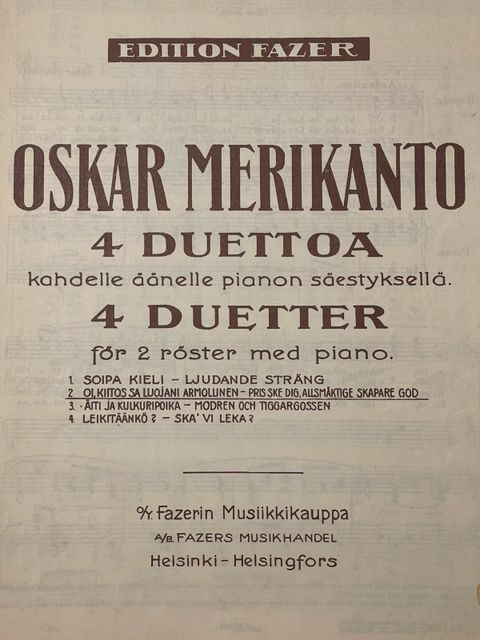 EDITION FAZER
OSKAR MERIKANTO
4 DUETTOA
kahdelle äänelle pianon säestyksellä.
4 DUETTER
för 2 röster med piano.
1. SOIPA KIELI – LJUDANDE STRÄNG
2 OI, KIITOS SA LUOJANI ARMOLINEN – PRIS SKE DIG, ALLSMÄKTIGE SKAPARE GOD
3. ÄITI JA KULKURIPOIKA – MODREN OCH TIGGARGOSSEN
4. LEIKITÄÄNKÖ? – SKA' VI LEKA?
O/Y. Fazerin Musiikkikauppa
A/B. FAZERS MUSIKHANDEL
Helsinki – Helsingfors